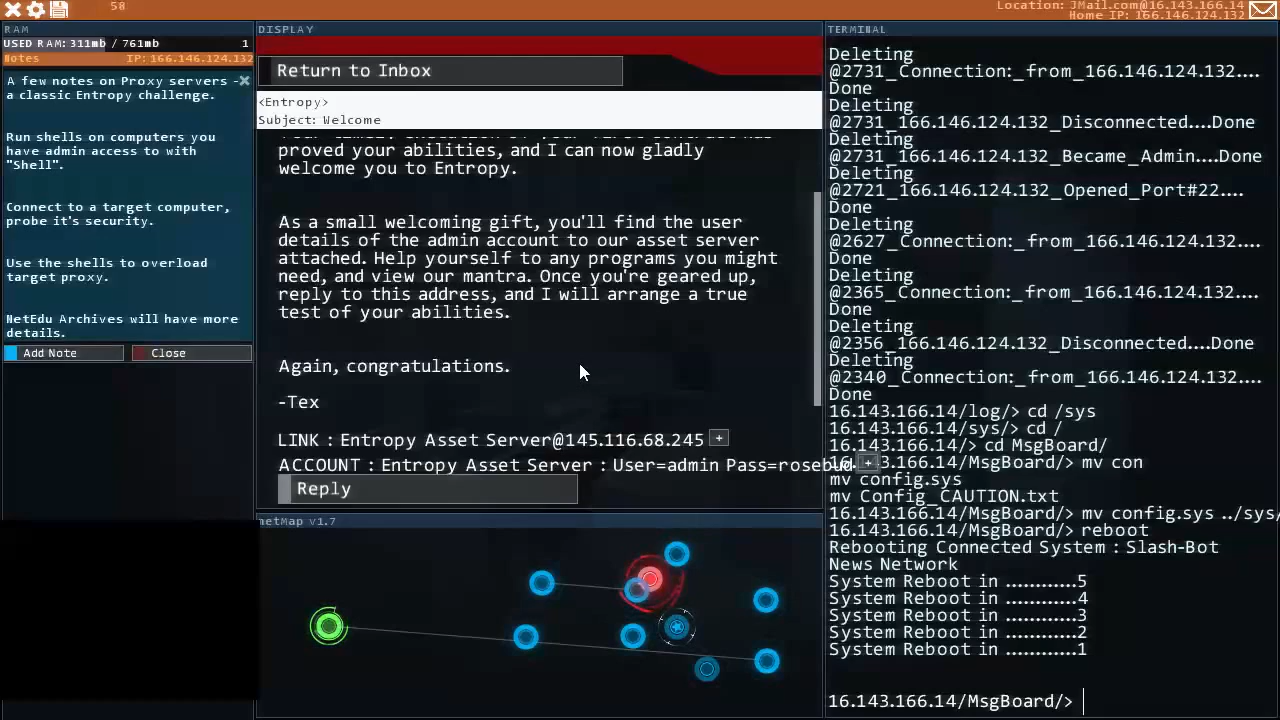 58
Location: JMail.com@16.143.166.14
Home IP: 166.146.124.132
RAM
USED RAM: 311mb / 761mb 1
Notes IP: 166.146.124.132
A few notes on Proxy servers -
a classic Entropy challenge.
Run shells on computers you
have admin access to with
"Shell".
Connect to a target computer,
probe it's security.
Use the shells to overload
target proxy.
NetEdu Archives will have more
details.
Add Note
Close
DISPLAY
Return to Inbox
<Entropy>
Subject: Welcome
proved your abilities, and I can now gladly
welcome you to Entropy.
As a small welcoming gift, you'll find the user
details of the admin account to our asset server
attached. Help yourself to any programs you might
need, and view our mantra. Once you're geared up,
reply to this address, and I will arrange a true
test of your abilities.
Again, congratulations.
-Tex
LINK : Entropy Asset Server@145.116.68.245 +
ACCOUNT : Entropy Asset Server : User=admin Pass=rosebud +
Reply
netMap v1.7
TERMINAL
Deleting
@2731_Connection:_from_166.146.124.132....
Done
Deleting
@2731_166.146.124.132_Disconnected....Done
Deleting
@2731_166.146.124.132_Became_Admin....Done
Deleting
@2721_166.146.124.132_Opened_Port#22....
Done
Deleting
@2627_Connection:_from_166.146.124.132....
Done
Deleting
@2365_Connection:_from_166.146.124.132....
Done
Deleting
@2356_166.146.124.132_Disconnected....Done
Deleting
@2340_Connection:_from_166.146.124.132....
Done
16.143.166.14/log/> cd /sys
16.143.166.14/sys/> cd /
16.143.166.14/> cd MsgBoard/
16.143.166.14/MsgBoard/> mv con
mv config.sys
mv Config_CAUTION.txt
16.143.166.14/MsgBoard/> mv config.sys ../sys/
16.143.166.14/MsgBoard/> reboot
Rebooting Connected System : Slash-Bot
News Network
System Reboot in ............5
System Reboot in ............4
System Reboot in ............3
System Reboot in ............2
System Reboot in ............1
16.143.166.14/MsgBoard/>